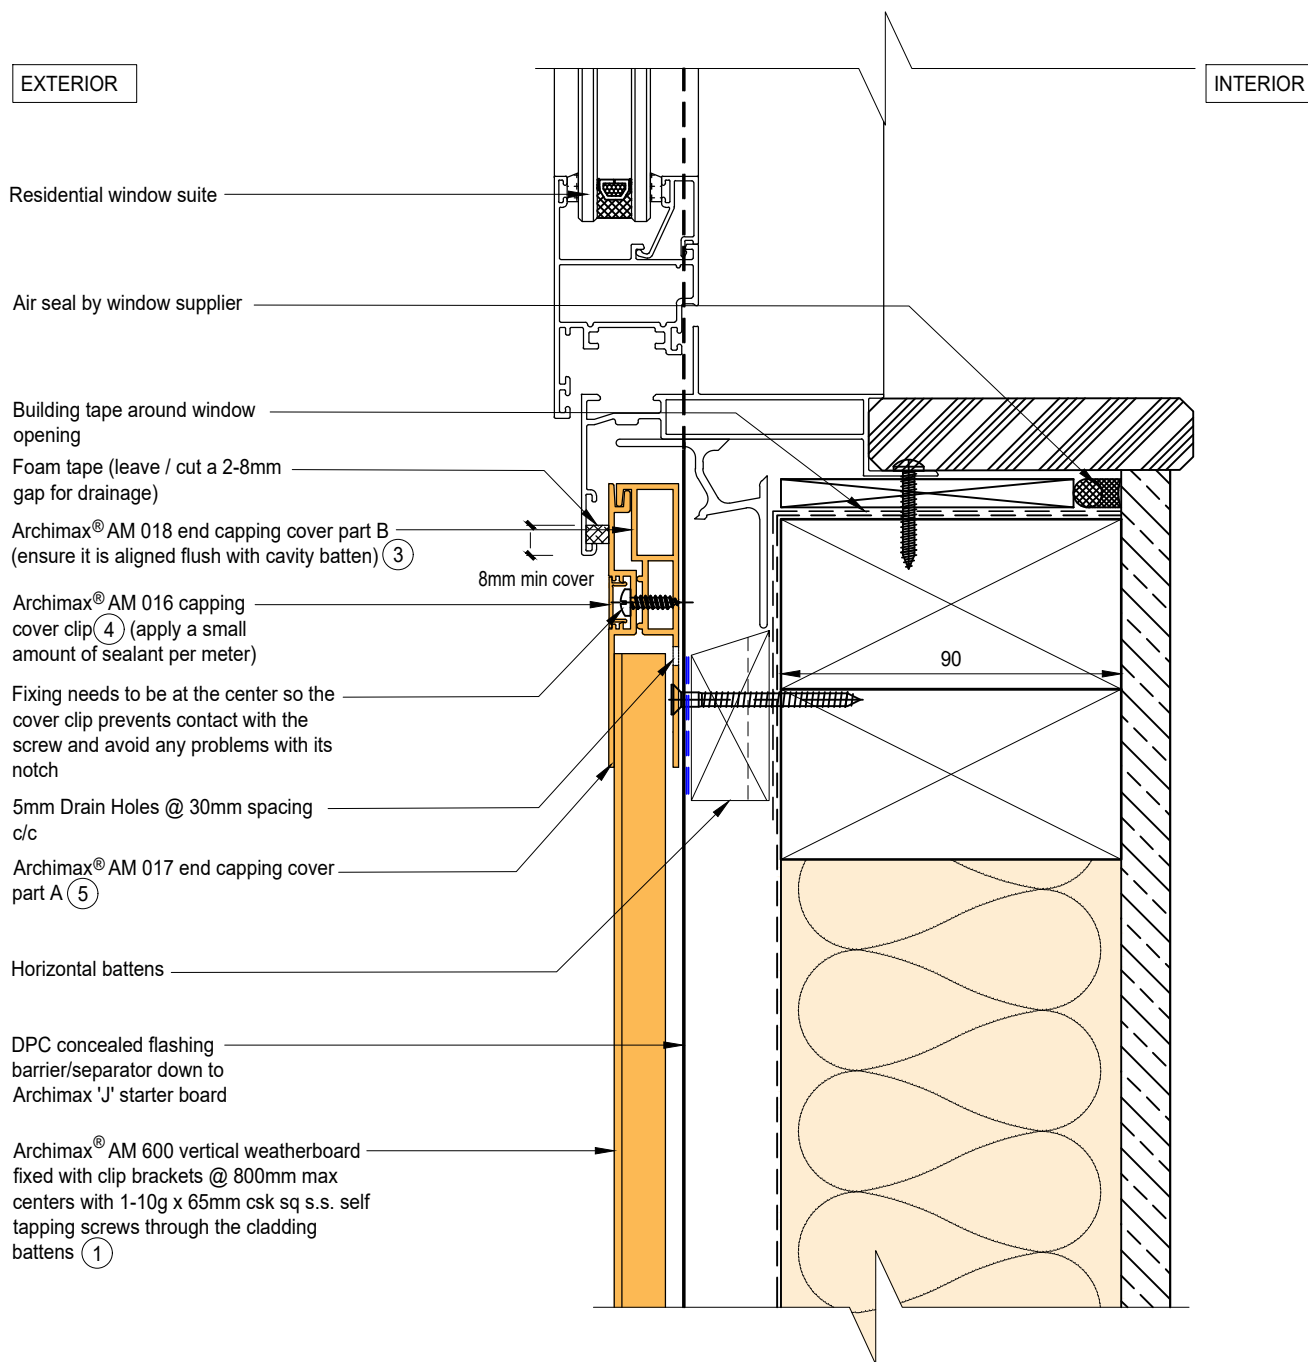 EXTERIOR
INTERIOR
Residential window suite
Air seal by window supplier
Building tape around window
opening
Foam tape (leave / cut a 2-8mm
gap for drainage)
Archimax® AM 018 end capping cover part B
(ensure it is aligned flush with cavity batten) 3
8mm min cover
Archimax® AM 016 capping
cover clip 4 (apply a small
amount of sealant per meter)
90
Fixing needs to be at the center so the
cover clip prevents contact with the
screw and avoid any problems with its
notch
5mm Drain Holes @ 30mm spacing
c/c
Archimax® AM 017 end capping cover
part A 5
Horizontal battens
DPC concealed flashing
barrier/separator down to
Archimax 'J' starter board
Archimax® AM 600 vertical weatherboard
fixed with clip brackets @ 800mm max
centers with 1-10g x 65mm csk sq s.s. self
tapping screws through the cladding
battens 1